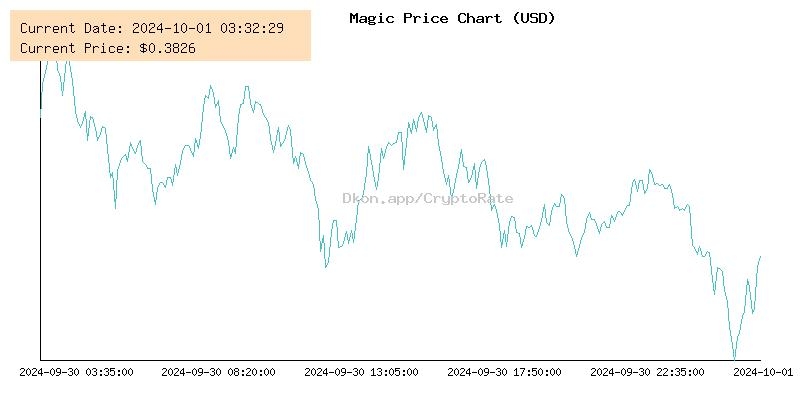 Magic Price Chart (USD)
Current Date: 2024-10-01 03:32:29
Current Price: $0.3826
Dkon.app/CryptoRate
2024-09-30 03:35:00
2024-09-30 08:20:00
2024-09-30 13:05:00
2024-09-30 17:50:00
2024-09-30 22:35:00
2024-10-01